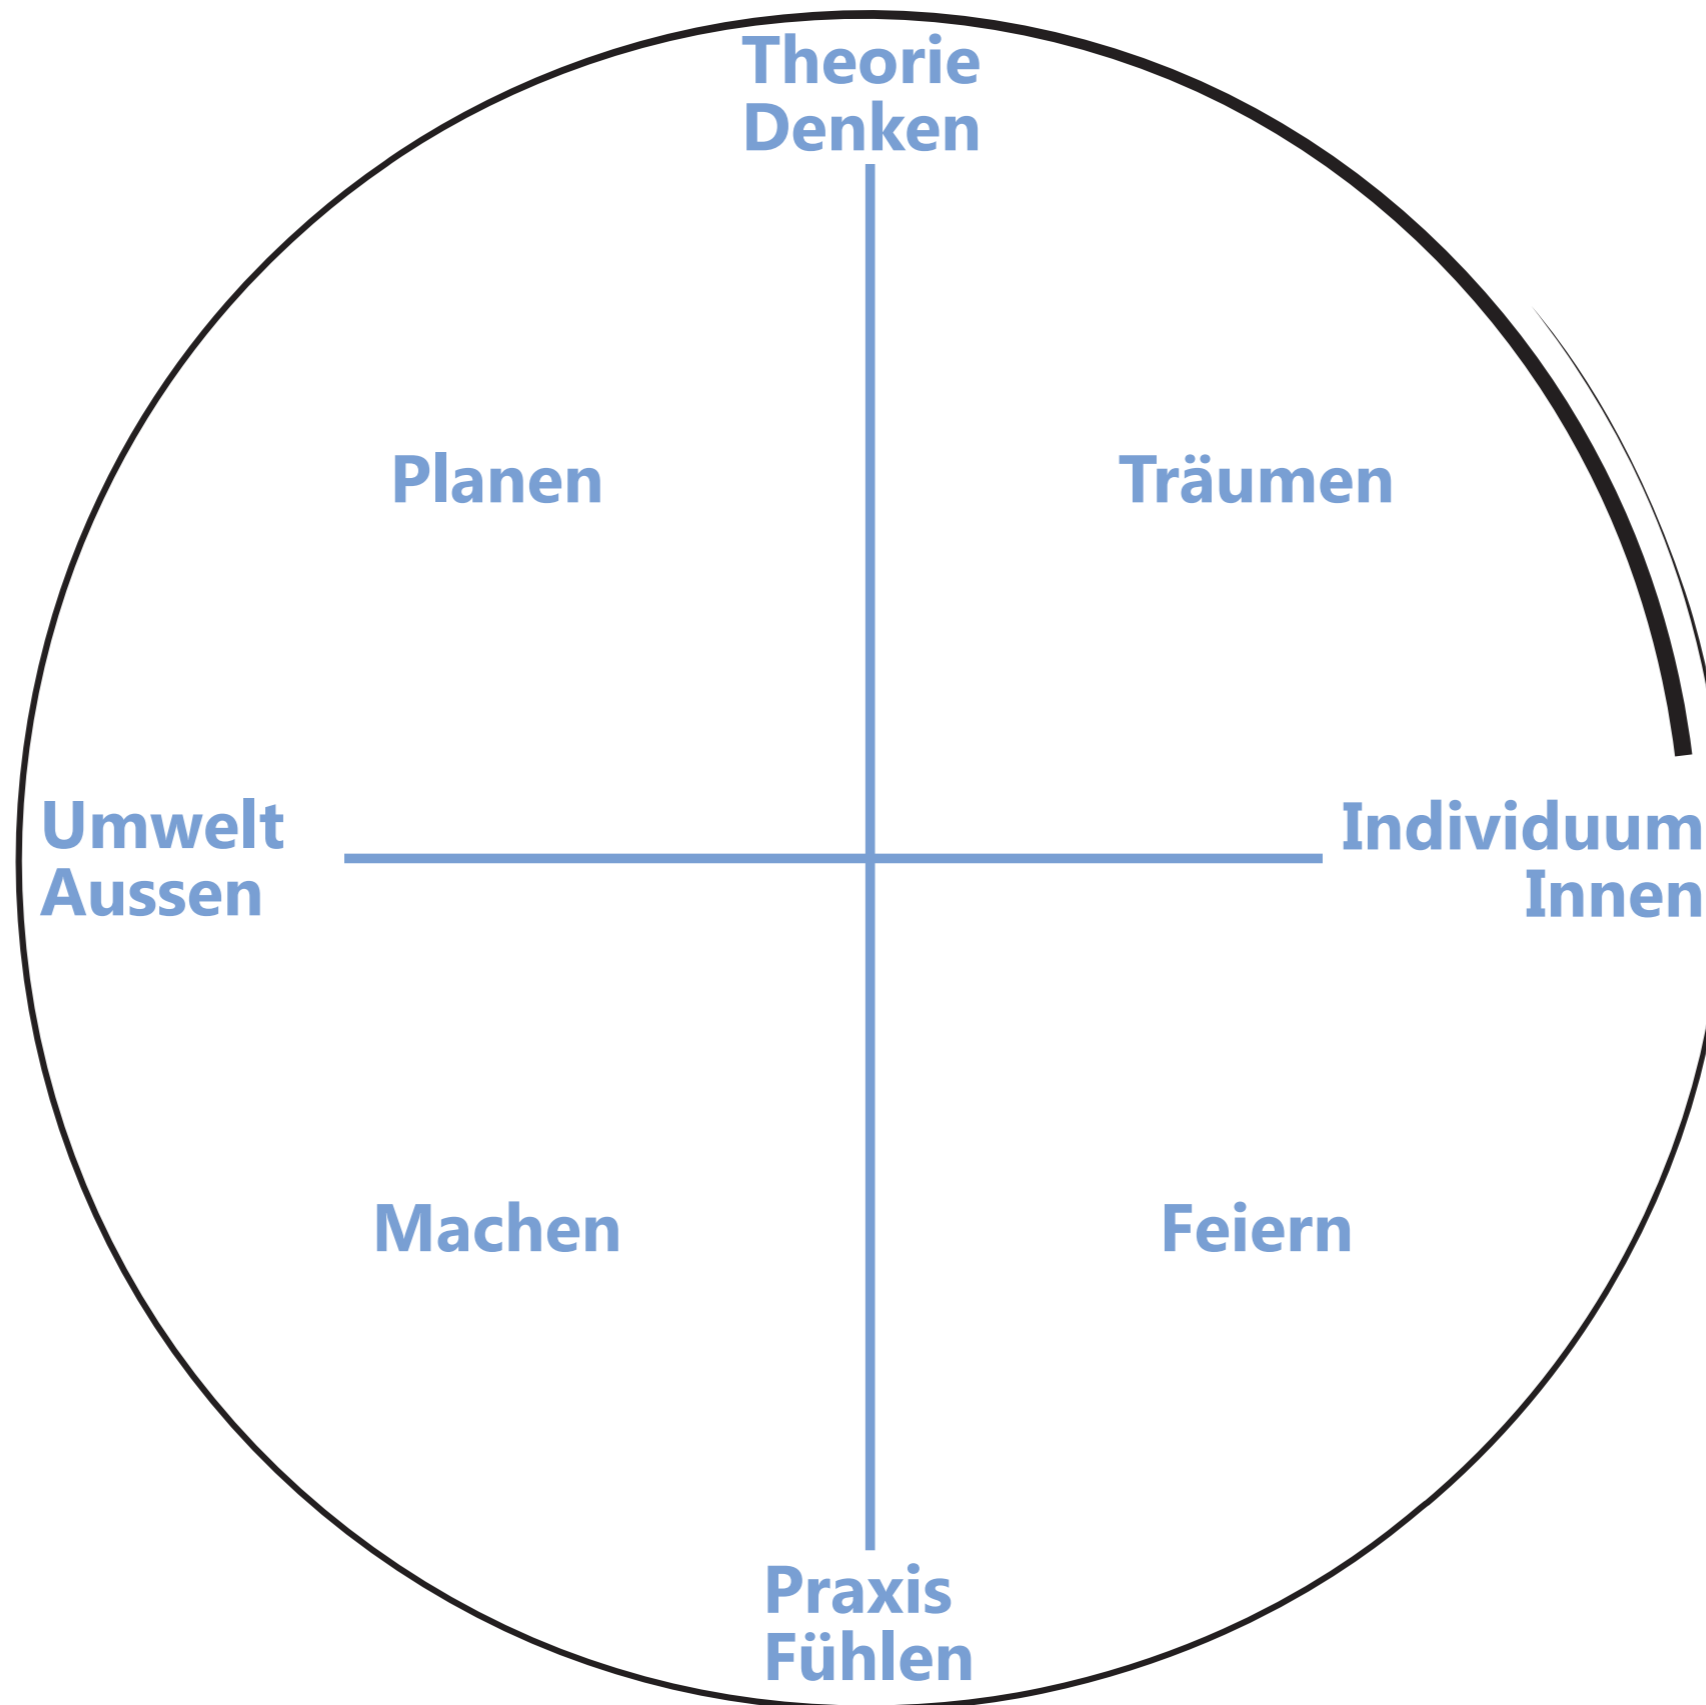 Theorie
Denken
Planen
Träumen
Umwelt
Aussen
Individuum
Innen
Machen
Feiern
Praxis
Fühlen